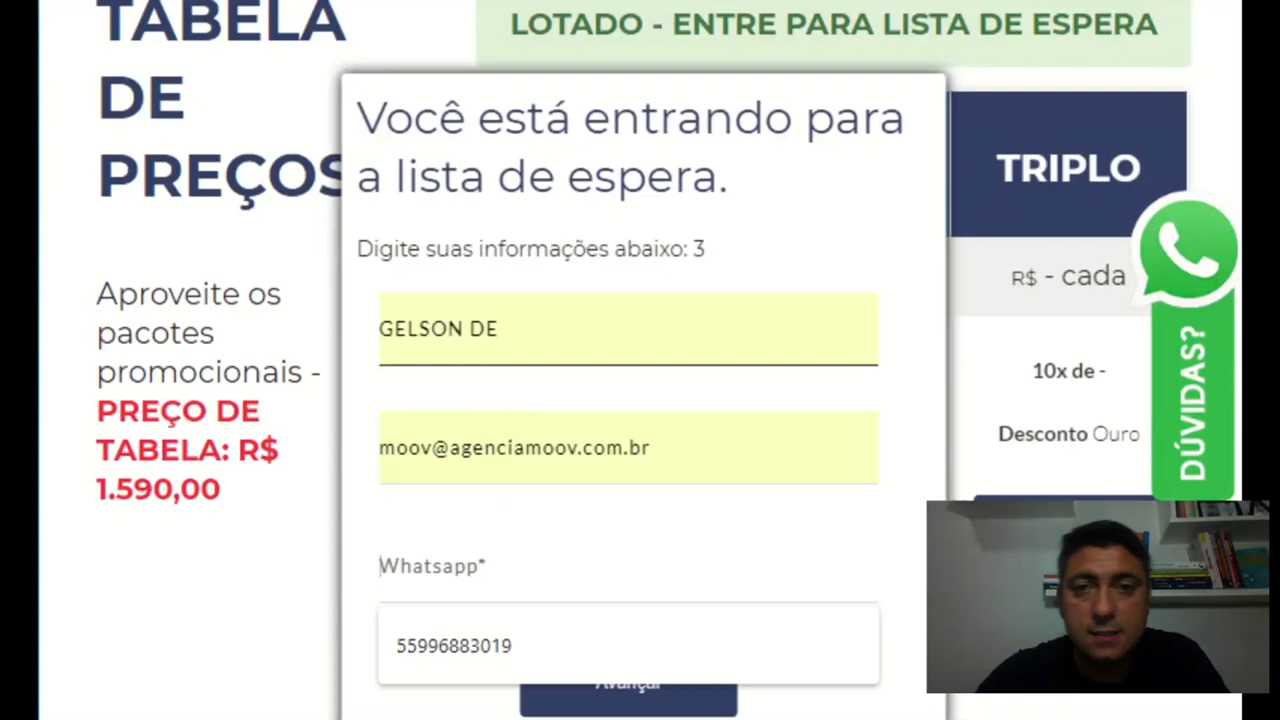 TABELA
DE
PREÇOS
Aproveite os
pacotes
promocionais -
PREÇO DE
TABELA: R$
1.590,00
LOTADO - ENTRE PARA LISTA DE ESPERA
Você está entrando para
a lista de espera.
Digite suas informações abaixo: 3
GELSON DE
moov@agenciamoov.com.br
Whatsapp*
55996883019
Avançar
TRIPLO
R$ - cada
10x de -
Desconto Ouro
DÚVIDAS?